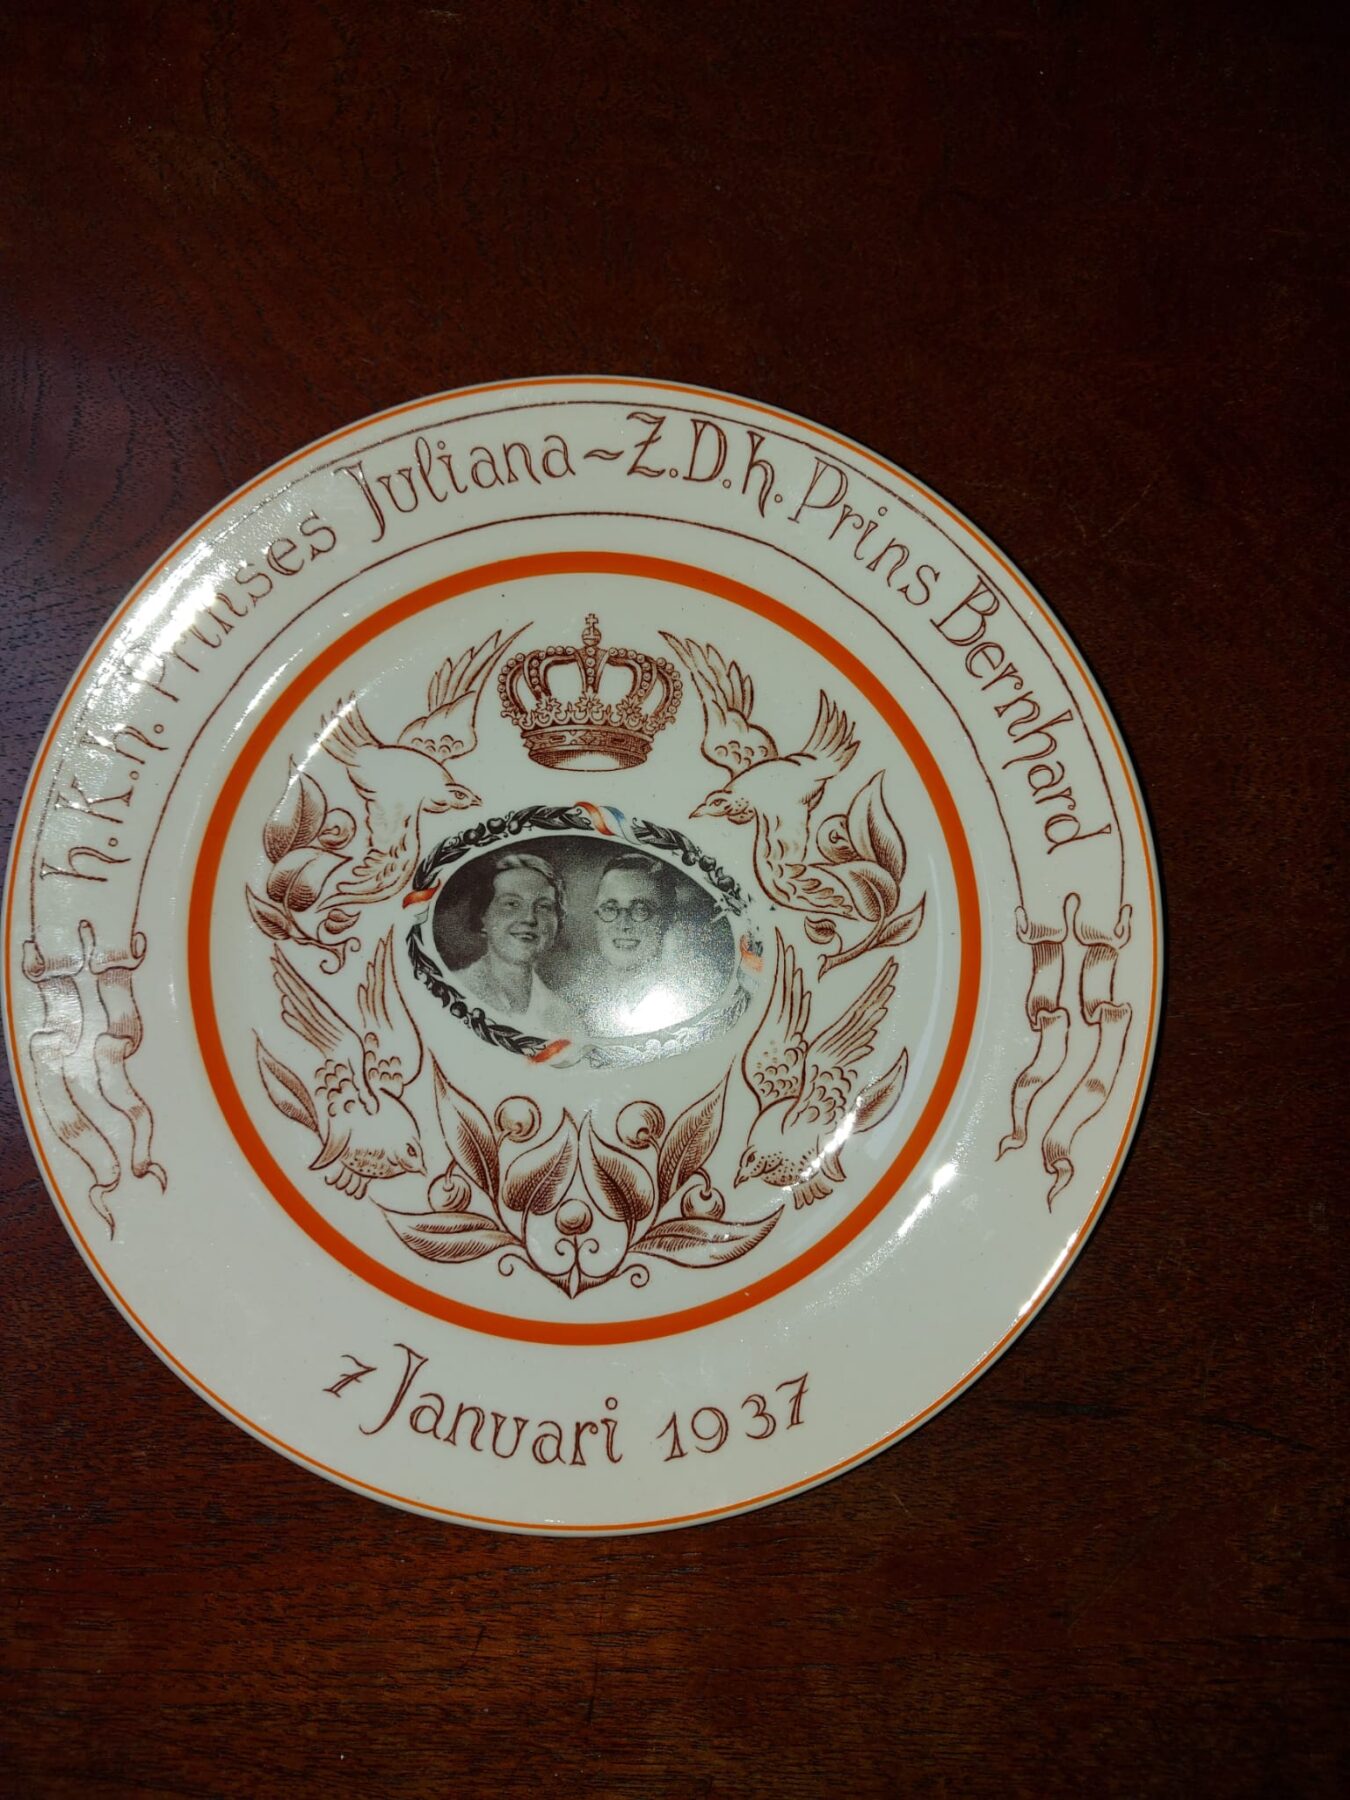 h.K.h. Prinses Juliana ~ Z.D.h. Prins Bernhard
7 Januari 1937